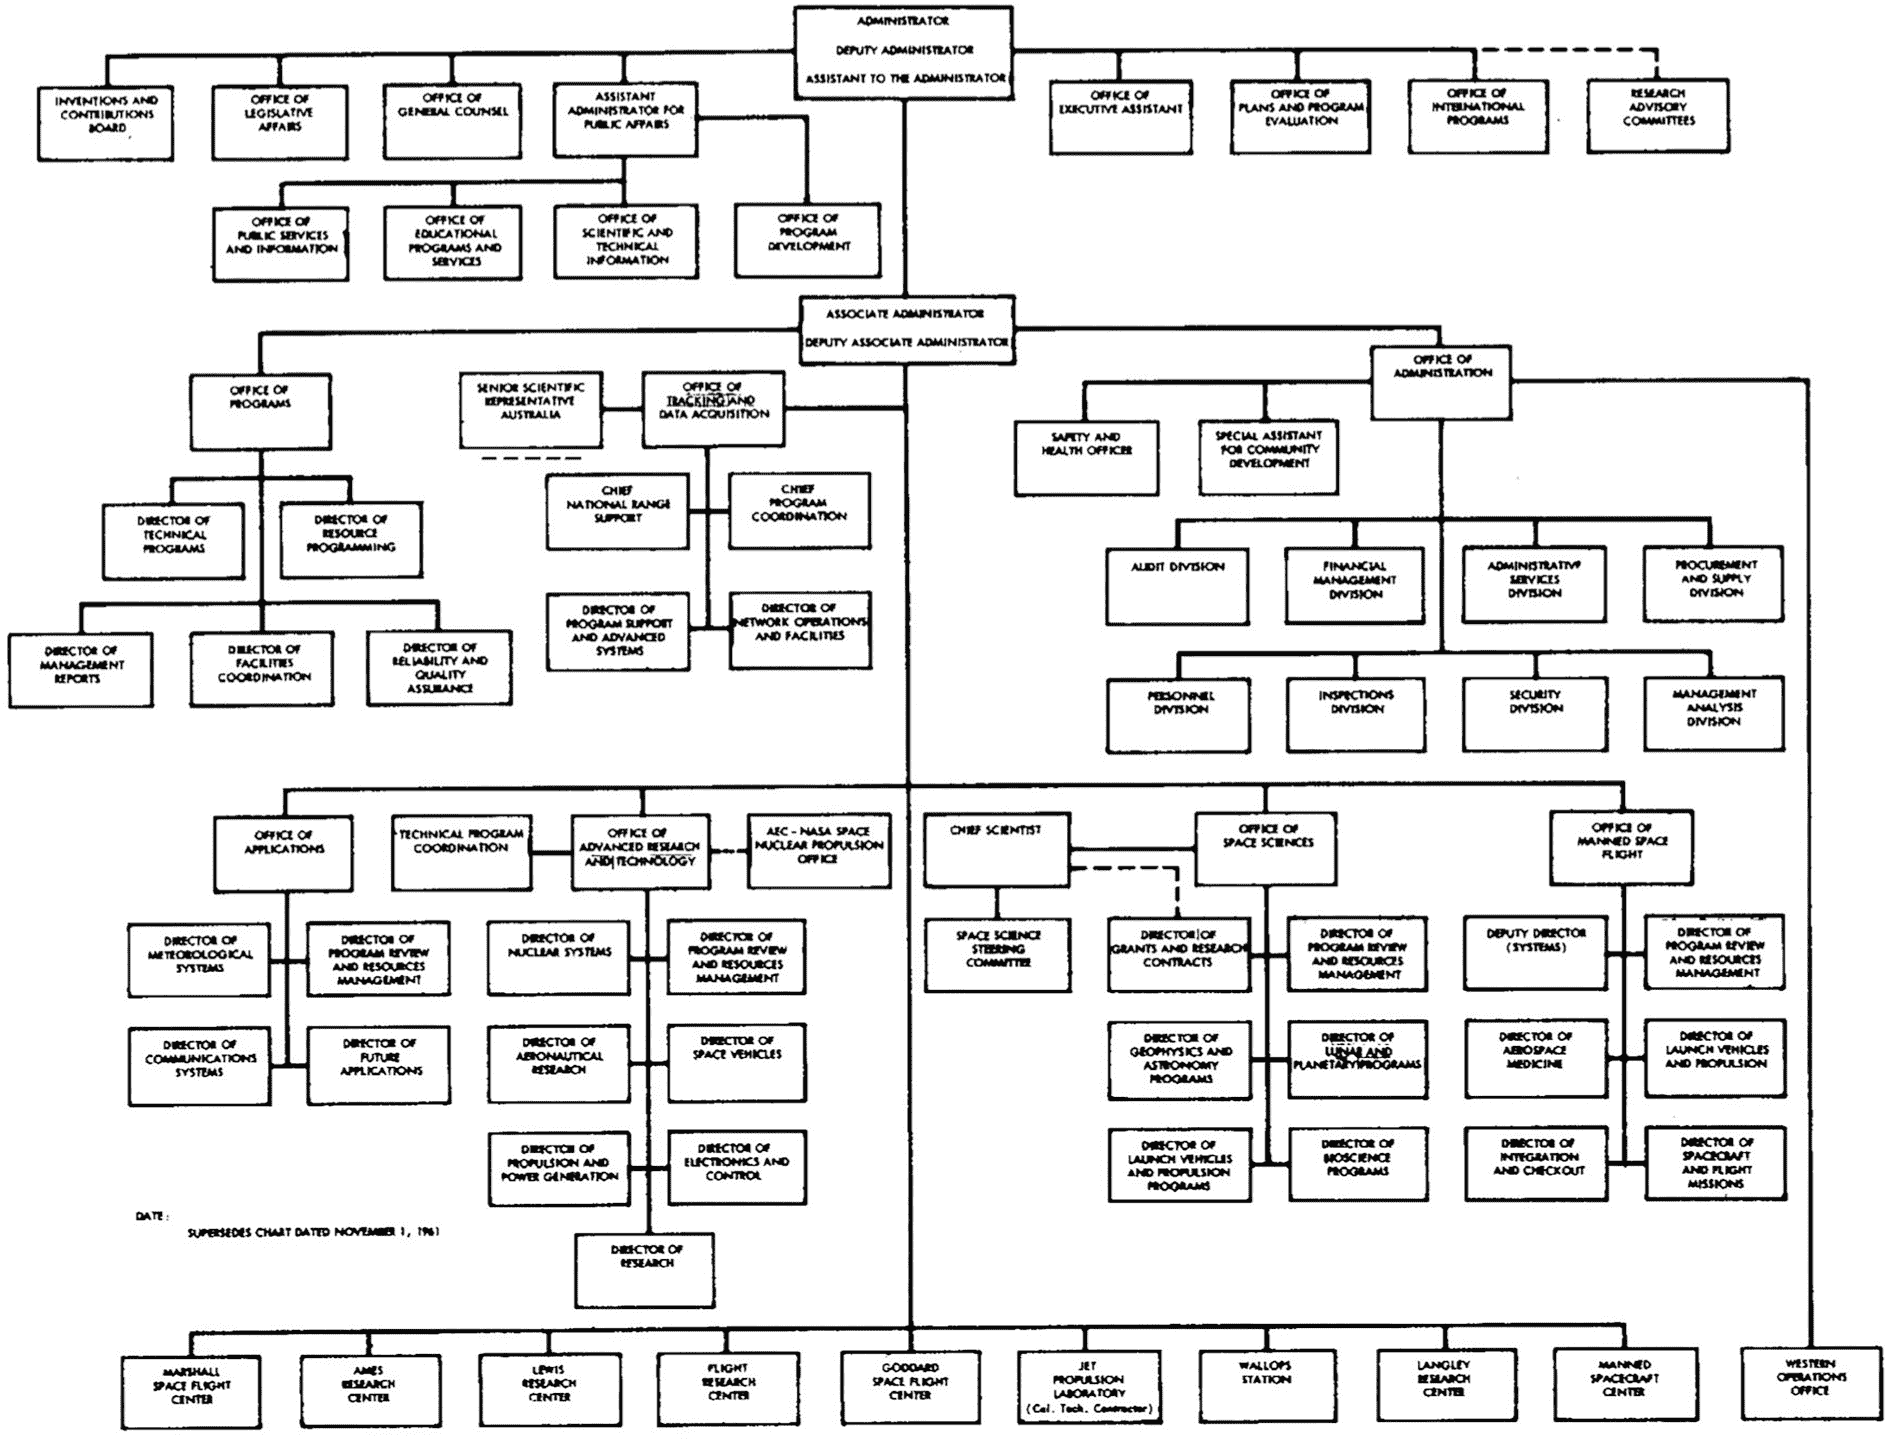 ADMINISTRATOR
DEPUTY ADMINISTRATOR
ASSISTANT TO THE ADMINISTRATOR
INVENTIONS AND
CONTRIBUTIONS
BOARD
OFFICE OF
LEGISLATIVE
AFFAIRS
OFFICE OF
GENERAL COUNSEL
ASSISTANT
ADMINISTRATOR FOR
PUBLIC AFFAIRS
OFFICE OF
EXECUTIVE ASSISTANT
OFFICE OF
PLANS AND PROGRAM
EVALUATION
OFFICE OF
INTERNATIONAL
PROGRAMS
RESEARCH
ADVISORY
COMMITTEES
OFFICE OF
PUBLIC SERVICES
AND INFORMATION
OFFICE OF
EDUCATIONAL
PROGRAMS AND
SERVICES
OFFICE OF
SCIENTIFIC AND
TECHNICAL
INFORMATION
OFFICE OF
PROGRAM
DEVELOPMENT
ASSOCIATE ADMINISTRATOR
DEPUTY ASSOCIATE ADMINISTRATOR
OFFICE OF
PROGRAMS
SENIOR SCIENTIFIC
REPRESENTATIVE
AUSTRALIA
OFFICE OF
TRACKING AND
DATA ACQUISITION
OFFICE OF
ADMINISTRATION
SAFETY AND
HEALTH OFFICER
SPECIAL ASSISTANT
FOR COMMUNITY
DEVELOPMENT
DIRECTOR OF
TECHNICAL
PROGRAMS
DIRECTOR OF
RESOURCE
PROGRAMMING
CHIEF
NATIONAL RANGE
SUPPORT
CHIEF
PROGRAM
COORDINATION
AUDIT DIVISION
FINANCIAL
MANAGEMENT
DIVISION
ADMINISTRATIVE
SERVICES
DIVISION
PROCUREMENT
AND SUPPLY
DIVISION
DIRECTOR OF
MANAGEMENT
REPORTS
DIRECTOR OF
FACILITIES
COORDINATION
DIRECTOR OF
RELIABILITY AND
QUALITY
ASSURANCE
DIRECTOR OF
PROGRAM SUPPORT
AND ADVANCED
SYSTEMS
DIRECTOR OF
NETWORK OPERATIONS
AND FACILITIES
PERSONNEL
DIVISION
INSPECTIONS
DIVISION
SECURITY
DIVISION
MANAGEMENT
ANALYSIS
DIVISION
OFFICE OF
APPLICATIONS
TECHNICAL PROGRAM
COORDINATION
OFFICE OF
ADVANCED RESEARCH
AND TECHNOLOGY
AEC - NASA SPACE
NUCLEAR PROPULSION
OFFICE
CHIEF SCIENTIST
OFFICE OF
SPACE SCIENCES
OFFICE OF
MANNED SPACE
FLIGHT
DIRECTOR OF
METEOROLOGICAL
SYSTEMS
DIRECTOR OF
PROGRAM REVIEW
AND RESOURCES
MANAGEMENT
DIRECTOR OF
NUCLEAR SYSTEMS
DIRECTOR OF
PROGRAM REVIEW
AND RESOURCES
MANAGEMENT
SPACE SCIENCE
STEERING
COMMITTEE
DIRECTOR OF
GRANTS AND RESEARCH
CONTRACTS
DIRECTOR OF
PROGRAM REVIEW
AND RESOURCES
MANAGEMENT
DEPUTY DIRECTOR
(SYSTEMS)
DIRECTOR OF
PROGRAM REVIEW
AND RESOURCES
MANAGEMENT
DIRECTOR OF
COMMUNICATIONS
SYSTEMS
DIRECTOR OF
FUTURE
APPLICATIONS
DIRECTOR OF
AERONAUTICAL
RESEARCH
DIRECTOR OF
SPACE VEHICLES
DIRECTOR OF
GEOPHYSICS AND
ASTRONOMY
PROGRAMS
DIRECTOR OF
LUNAR AND
PLANETARY PROGRAMS
DIRECTOR OF
AEROSPACE
MEDICINE
DIRECTOR OF
LAUNCH VEHICLES
AND PROPULSION
DIRECTOR OF
PROPULSION AND
POWER GENERATION
DIRECTOR OF
ELECTRONICS AND
CONTROL
DIRECTOR OF
LAUNCH VEHICLES
AND PROPULSION
PROGRAMS
DIRECTOR OF
BIOSCIENCE
PROGRAMS
DIRECTOR OF
INTEGRATION
AND CHECKOUT
DIRECTOR OF
SPACECRAFT
AND FLIGHT
MISSIONS
DATE:
SUPERSEDES CHART DATED NOVEMBER 1, 1961
DIRECTOR OF
RESEARCH
MARSHALL
SPACE FLIGHT
CENTER
AMES
RESEARCH
CENTER
LEWIS
RESEARCH
CENTER
FLIGHT
RESEARCH
CENTER
GODDARD
SPACE FLIGHT
CENTER
JET
PROPULSION
LABORATORY
(Cal. Tech. Contractor)
WALLOPS
STATION
LANGLEY
RESEARCH
CENTER
MANNED
SPACECRAFT
CENTER
WESTERN
OPERATIONS
OFFICE